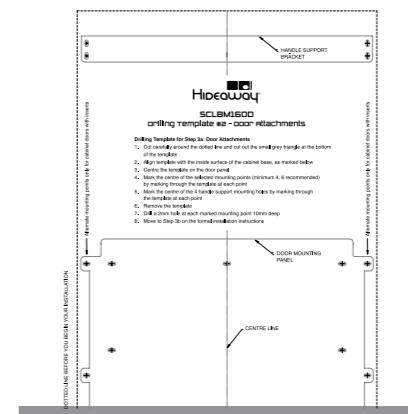 HANDLE SUPPORT
BRACKET
Hideaway
SCLBM160D
Drilling Template #2 - Door Attachments
Drilling Template for Step 3a: Door Attachments
1. Cut carefully around the dotted line and cut out the small grey triangle at the bottom
of the template
2. Align template with the inside surface of the cabinet base, as marked below
3. Centre the template on the door panel
4. Mark the centre of the selected mounting points (minimum 4, 6 recommended)
by marking through the template at each point
5. Mark the centre of the 4 handle support mounting holes by marking through
the template at each point
6. Remove the template
7. Drill a 2mm hole at each marked mounting point 10mm deep
8. Move to Step 3b on the formal installation instructions
Alternate mounting points only for cabinet doors with inserts
Alternate mounting points only for cabinet doors with inserts
DOOR MOUNTING
PANEL
CENTRE LINE
DOTTED LINE BEFORE YOU BEGIN YOUR INSTALLATION